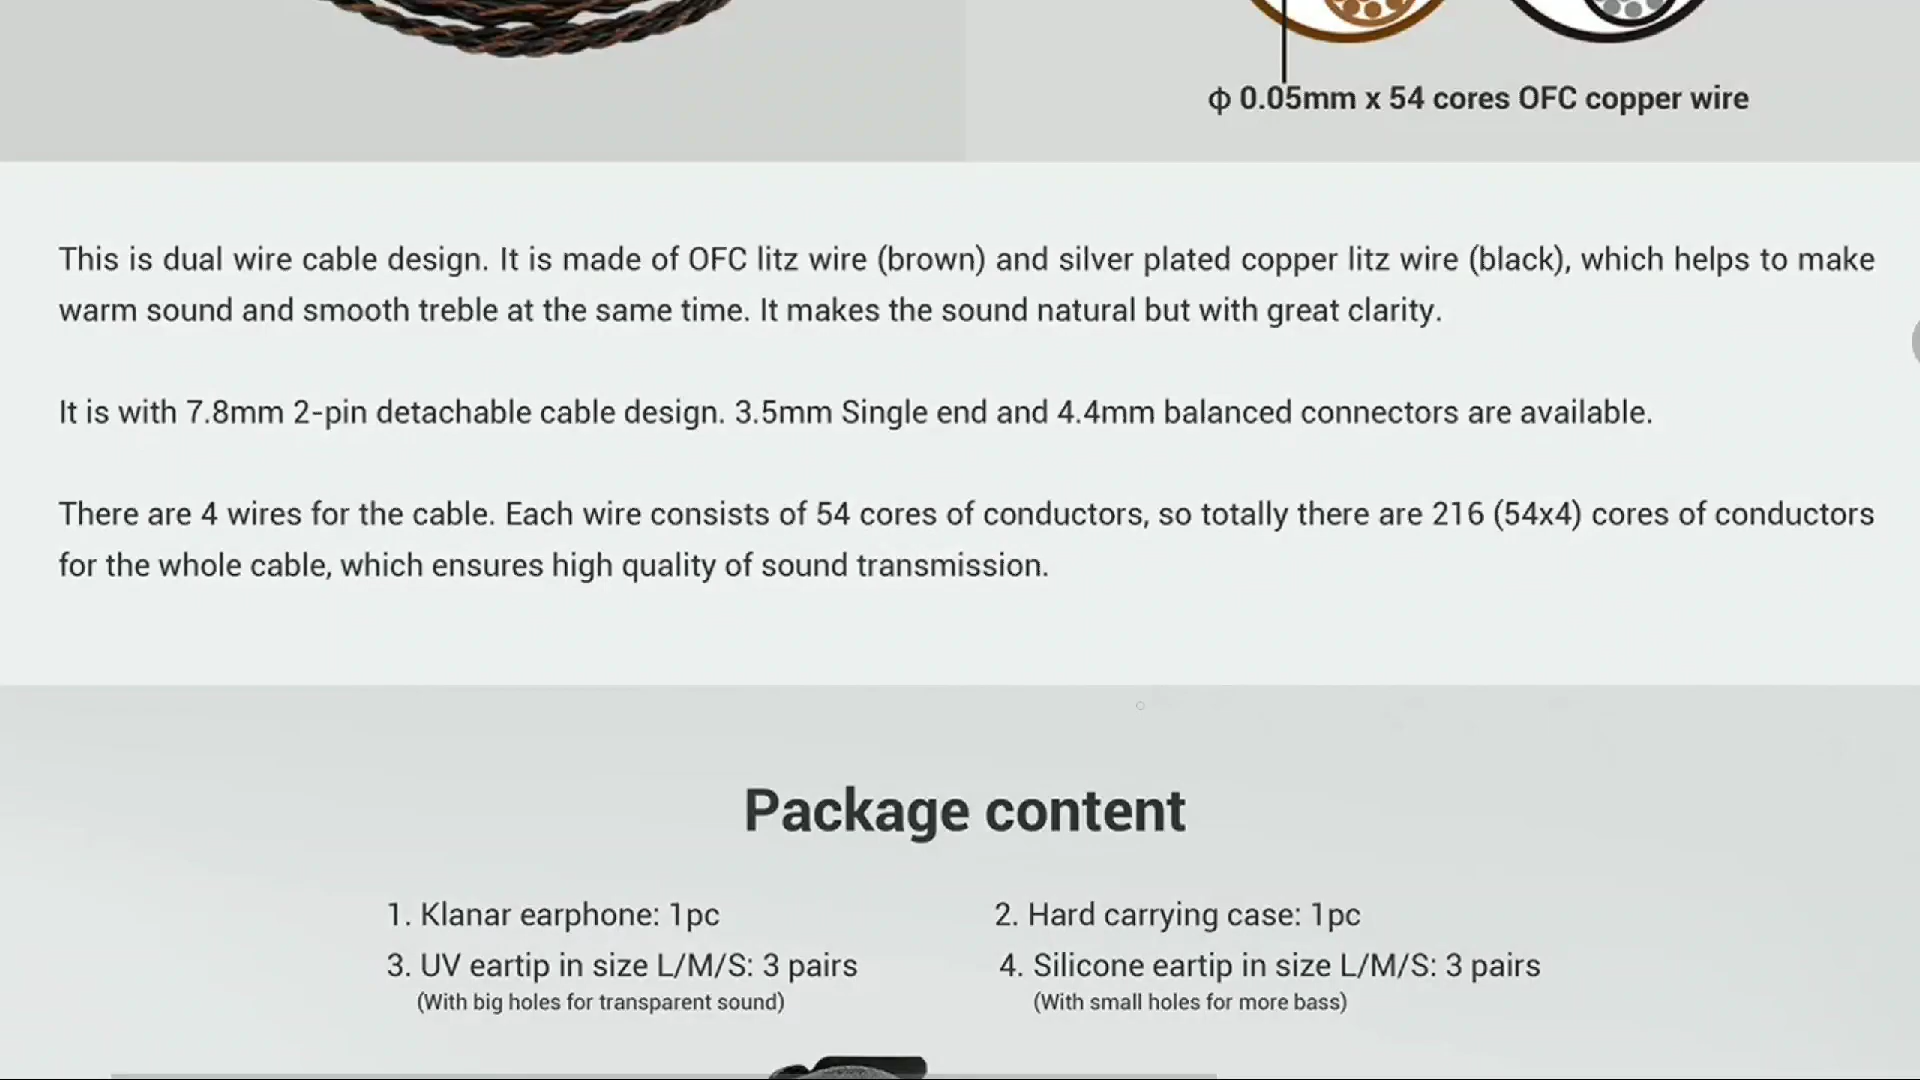 ф 0.05mm x 54 cores OFC copper wire
This is dual wire cable design. It is made of OFC litz wire (brown) and silver plated copper litz wire (black), which helps to make
warm sound and smooth treble at the same time. It makes the sound natural but with great clarity.
It is with 7.8mm 2-pin detachable cable design. 3.5mm Single end and 4.4mm balanced connectors are available.
There are 4 wires for the cable. Each wire consists of 54 cores of conductors, so totally there are 216 (54x4) cores of conductors
for the whole cable, which ensures high quality of sound transmission.
Package content
1. Klanar earphone: 1pc
2. Hard carrying case: 1pc
3. UV eartip in size L/M/S: 3 pairs
(With big holes for transparent sound)
4. Silicone eartip in size L/M/S: 3 pairs
(With small holes for more bass)